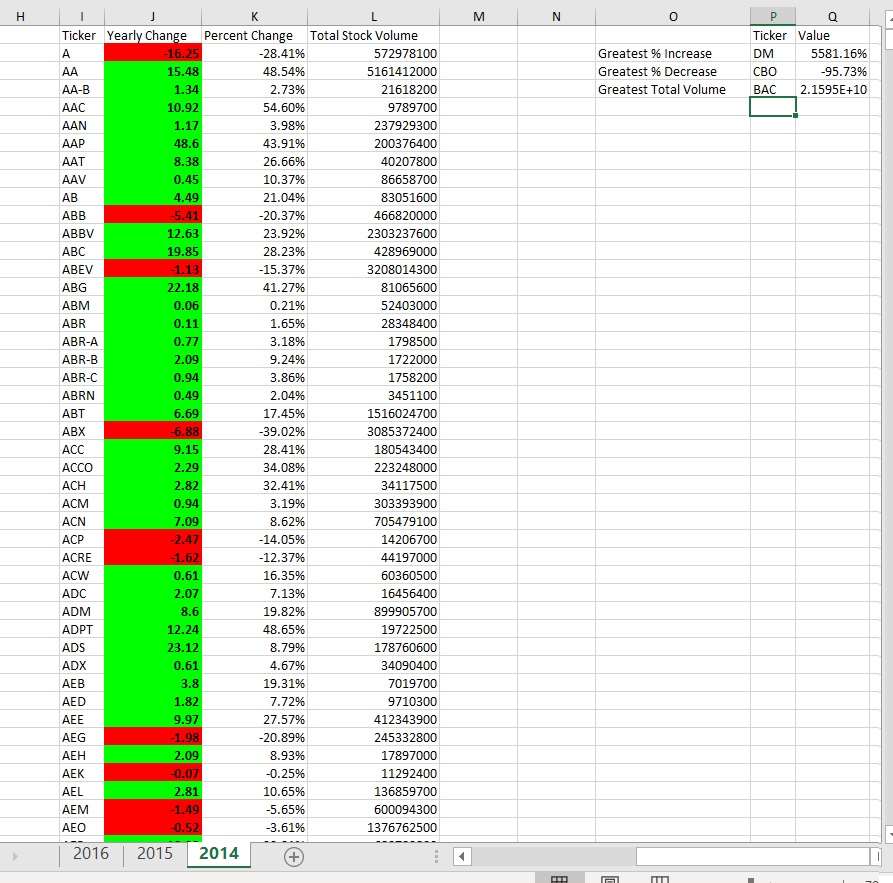 H I J K L M N O P Q
Ticker Yearly Change Percent Change Total Stock Volume Ticker Value
A -16.25 -28.41% 572978100 Greatest % Increase DM 5581.16%
AA 15.48 48.54% 5161412000 Greatest % Decrease CBO -95.73%
AA-B 1.34 2.73% 21618200 Greatest Total Volume BAC 2.1595E+10
AAC 10.92 54.60% 9789700
AAN 1.17 3.98% 237929300
AAP 48.6 43.91% 200376400
AAT 8.38 26.66% 40207800
AAV 0.45 10.37% 86658700
AB 4.49 21.04% 83051600
ABB -5.41 -20.37% 466820000
ABBV 12.63 23.92% 2303237600
ABC 19.85 28.23% 428969000
ABEV -1.13 -15.37% 3208014300
ABG 22.18 41.27% 81065600
ABM 0.06 0.21% 52403000
ABR 0.11 1.65% 28348400
ABR-A 0.77 3.18% 1798500
ABR-B 2.09 9.24% 1722000
ABR-C 0.94 3.86% 1758200
ABRN 0.49 2.04% 3451100
ABT 6.69 17.45% 1516024700
ABX -6.88 -39.02% 3085372400
ACC 9.15 28.41% 180543400
ACCO 2.29 34.08% 223248000
ACH 2.82 32.41% 34117500
ACM 0.94 3.19% 303393900
ACN 7.09 8.62% 705479100
ACP -2.47 -14.05% 14206700
ACRE -1.62 -12.37% 44197000
ACW 0.61 16.35% 60360500
ADC 2.07 7.13% 16456400
ADM 8.6 19.82% 899905700
ADPT 12.24 48.65% 19722500
ADS 23.12 8.79% 178760600
ADX 0.61 4.67% 34090400
AEB 3.8 19.31% 7019700
AED 1.82 7.72% 9710300
AEE 9.97 27.57% 412343900
AEG -1.98 -20.89% 245332800
AEH 2.09 8.93% 17897000
AEK -0.07 -0.25% 11292400
AEL 2.81 10.65% 136859700
AEM -1.49 -5.65% 600094300
AEO -0.52 -3.61% 1376762500
2016 2015 2014